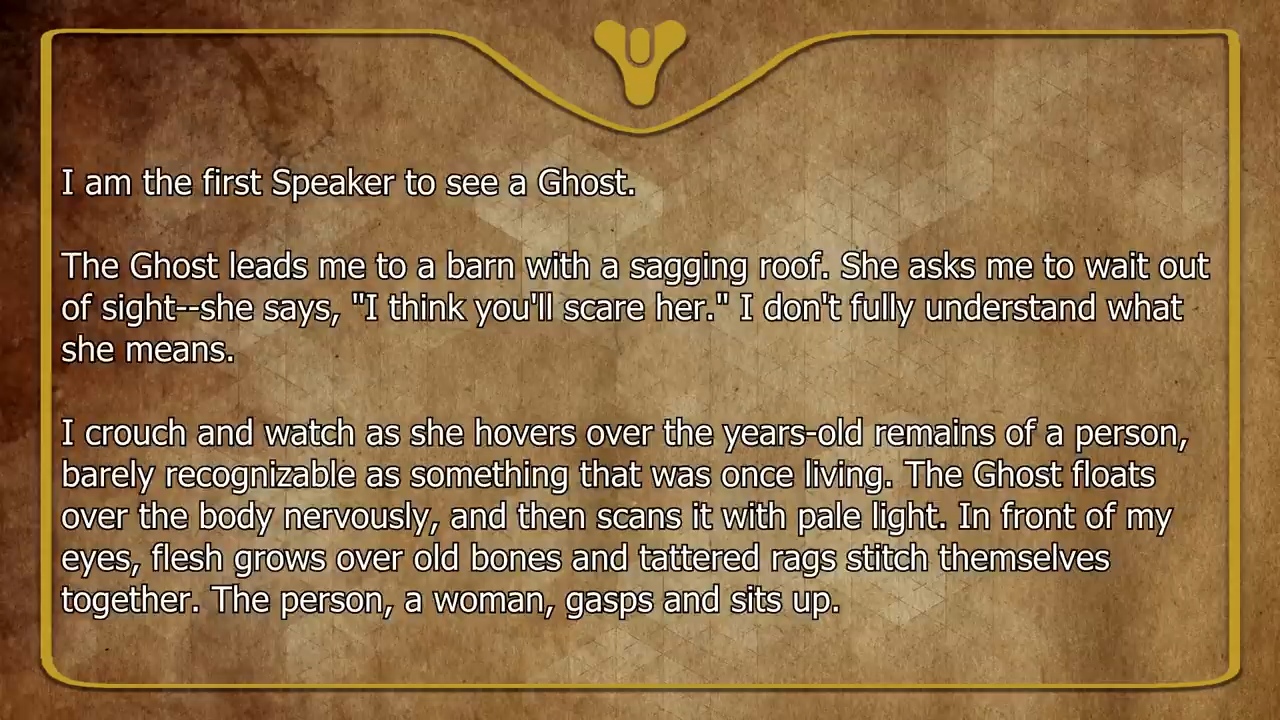 I am the first Speaker to see a Ghost.
The Ghost leads me to a barn with a sagging roof. She asks me to wait out
of sight--she says, "I think you'll scare her." I don't fully understand what
she means.
I crouch and watch as she hovers over the years-old remains of a person,
barely recognizable as something that was once living. The Ghost floats
over the body nervously, and then scans it with pale light. In front of my
eyes, flesh grows over old bones and tattered rags stitch themselves
together. The person, a woman, gasps and sits up.